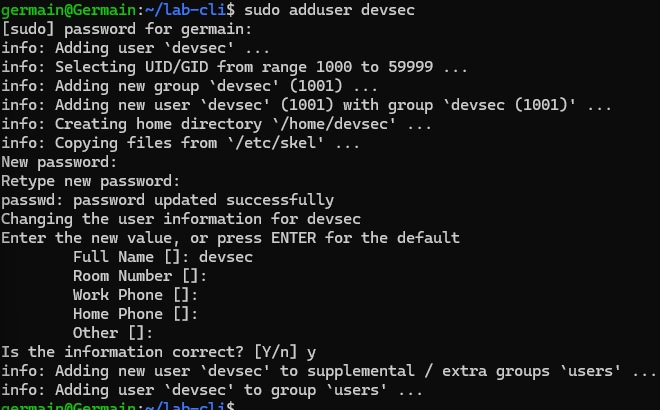 germain@Germain:~/lab-cli$ sudo adduser devsec
[sudo] password for germain:
info: Adding user `devsec' ...
info: Selecting UID/GID from range 1000 to 59999 ...
info: Adding new group `devsec' (1001) ...
info: Adding new user `devsec' (1001) with group `devsec (1001)' ...
info: Creating home directory `/home/devsec' ...
info: Copying files from `/etc/skel' ...
New password:
Retype new password:
passwd: password updated successfully
Changing the user information for devsec
Enter the new value, or press ENTER for the default
        Full Name []: devsec
        Room Number []:
        Work Phone []:
        Home Phone []:
        Other []:
Is the information correct? [Y/n] y
info: Adding new user `devsec' to supplemental / extra groups `users' ...
info: Adding user `devsec' to group `users' ...
germain@Germain:~/lab-cli$